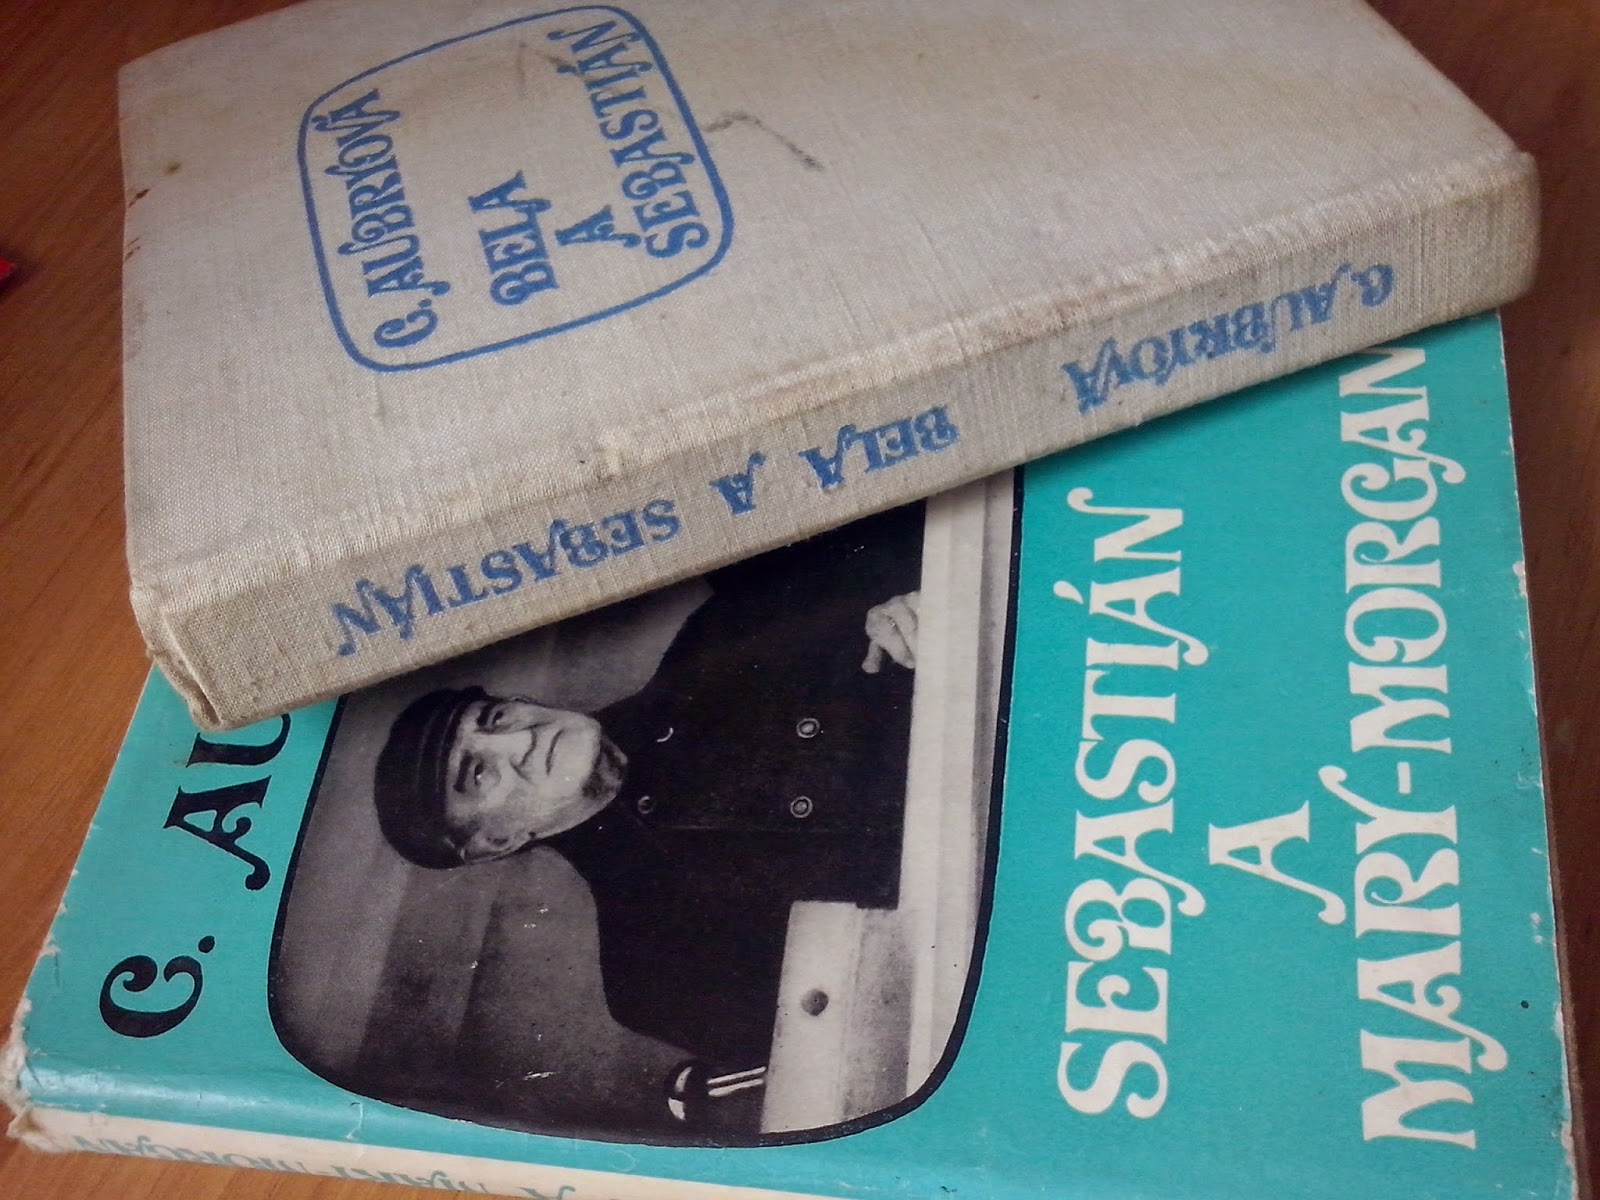 C. AUBRYOVÁ
BELA
A
SEBASTIÁN
C. AUBRYOVÁ BELA A SEBASTIÁN
C. AU
SEBASTIÁN
A
MARY-MORGAN